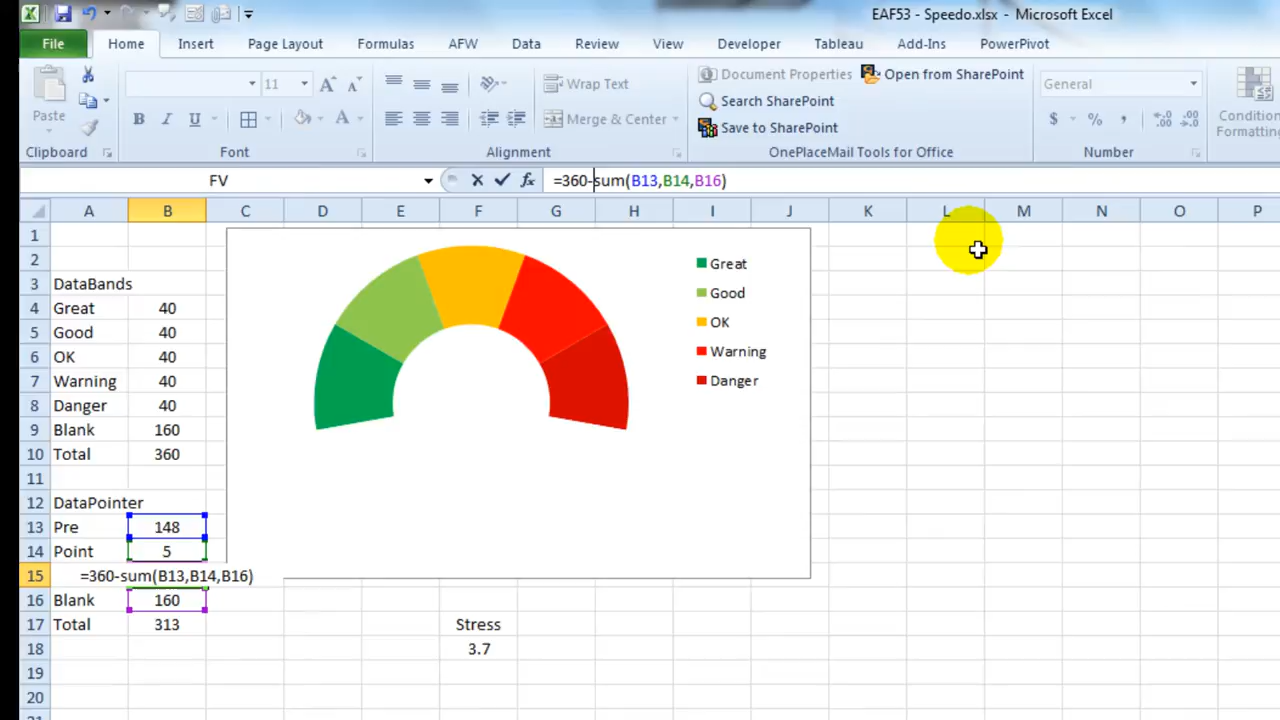 EAF53 - Speedo.xlsx - Microsoft Excel
File Home Insert Page Layout Formulas AFW Data Review View Developer Tableau Add-Ins PowerPivot
Paste
Clipboard
11
B I U A
Font
Wrap Text
Merge & Center
Alignment
Document Properties Open from SharePoint
Search SharePoint
Save to SharePoint
OnePlaceMail Tools for Office
General
$ % ,
Number
Condition
Formatting
FV fx =360-sum(B13,B14,B16)
A B C D E F G H I J K L M N O P
1
2
3 DataBands
4 Great 40
5 Good 40
6 OK 40
7 Warning 40
8 Danger 40
9 Blank 160
10 Total 360
11
12 DataPointer
13 Pre 148
14 Point 5
15 =360-sum(B13,B14,B16)
16 Blank 160
17 Total 313 Stress
18 3.7
19
20
Great
Good
OK
Warning
Danger